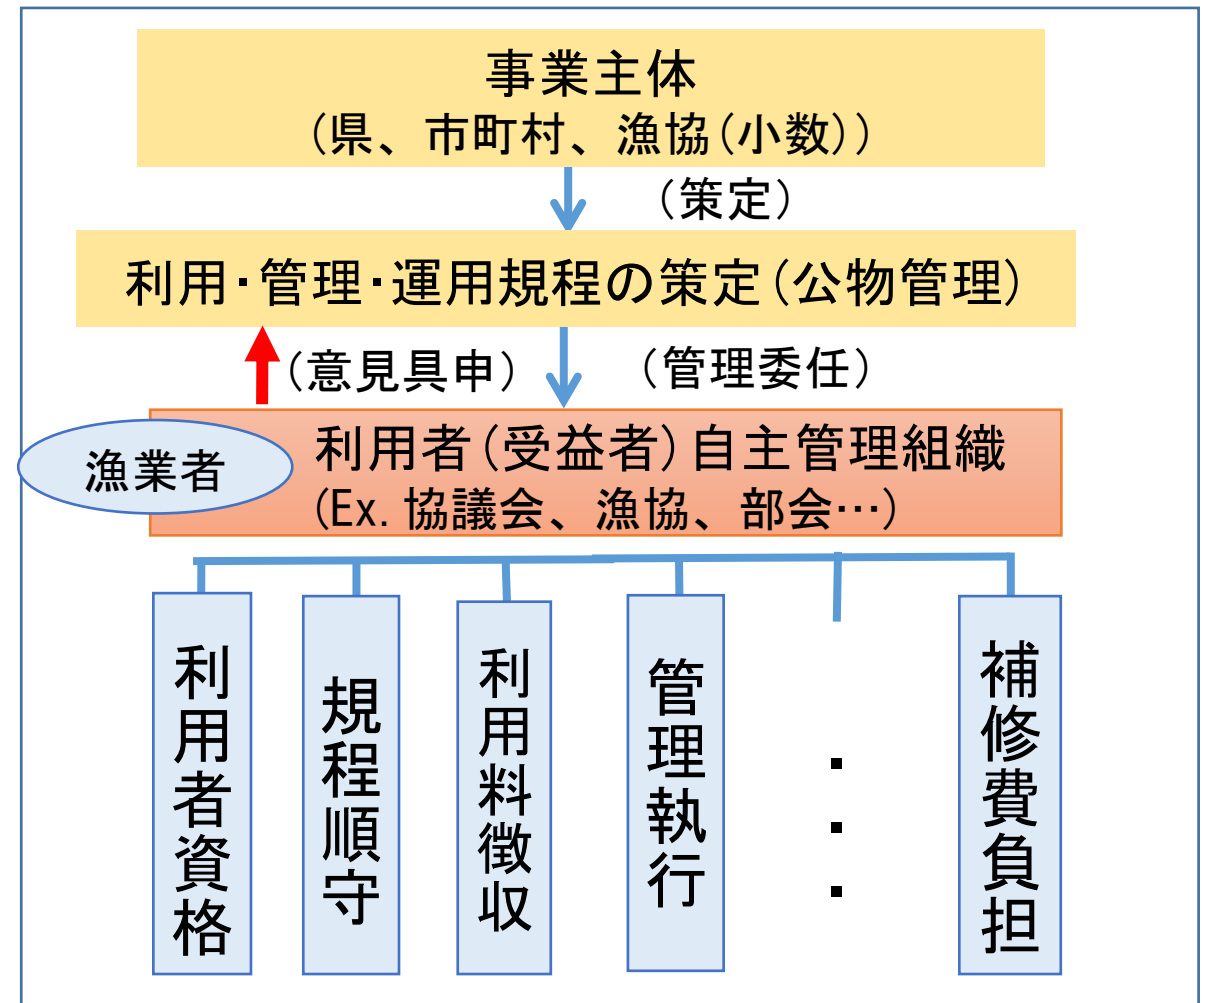 事業主体
(県、市町村、漁協(小数))
(策定)
利用・管理・運用規程の策定(公物管理)
(意見具申)
(管理委任)
漁業者
利用者(受益者)自主管理組織
(Ex.協議会、漁協、部会…)
利用者資格
規程順守
利用料徴収
管理執行
・・・
補修費負担